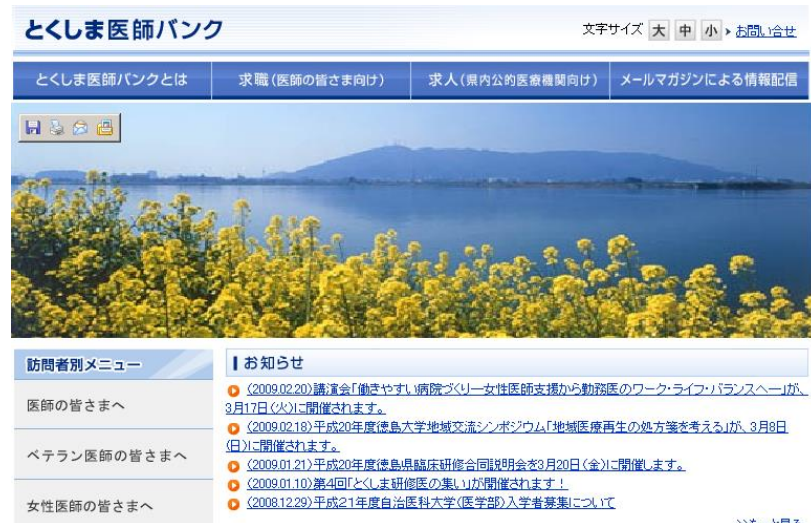 とくしま医師バンク
文字サイズ 大 中 小 お問い合せ
とくしま医師バンクとは 求職(医師の皆さま向け) 求人(県内公的医療機関向け) メールマガジンによる情報配信
訪問者別メニュー
医師の皆さまへ
ベテラン医師の皆さまへ
女性医師の皆さまへ
お知らせ
(2009.02.20)講演会「働きやすい病院づくり―女性医師支援から勤務医のワーク・ライフ・バランスへ―」が、
3月17日(火)に開催されます。
(2009.02.18)平成20年度徳島大学地域交流シンポジウム「地域医療再生の処方箋を考える」が、3月8日
(日)に開催されます。
(2009.01.21)平成20年度徳島県臨床研修合同説明会を3月20日(金)に開催します。
(2009.01.10)第4回「とくしま研修医の集い」が開催されます！
(2008.12.29)平成21年度自治医科大学(医学部)入学者募集について